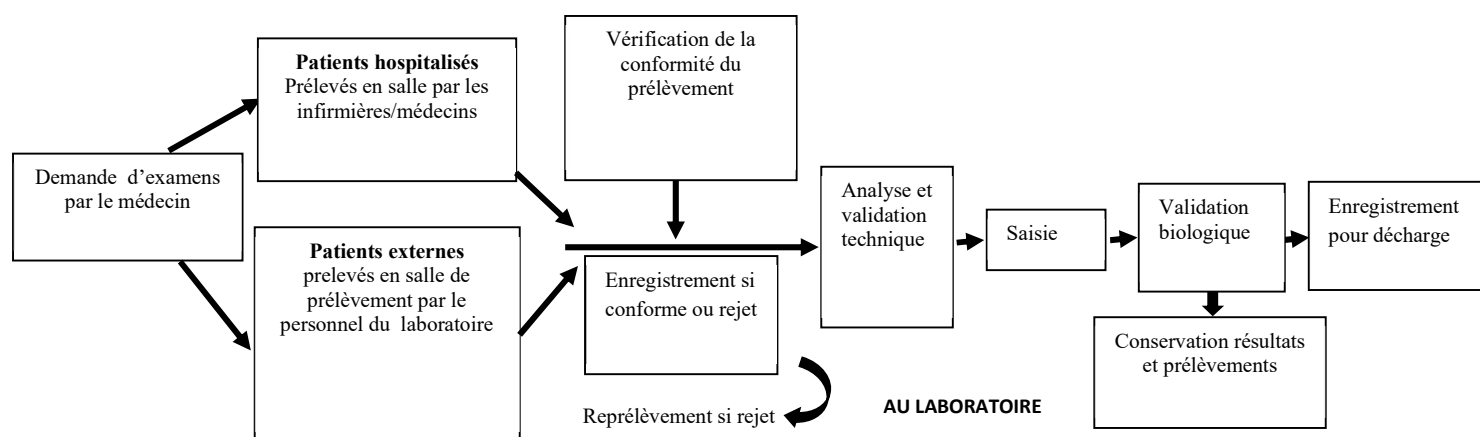 Demande d’examens
par le médecin
Patients hospitalisés
Prélevés en salle par les
infirmières/médecins
Patients externes
prelevés en salle de
prélèvement par le
personnel du laboratoire
Vérification de la
conformité du
prélèvement
Enregistrement si
conforme ou rejet
Reprélèvement si rejet
Analyse et
validation
technique
Saisie
Validation
biologique
Enregistrement
pour décharge
Conservation résultats
et prélèvements
AU LABORATOIRE